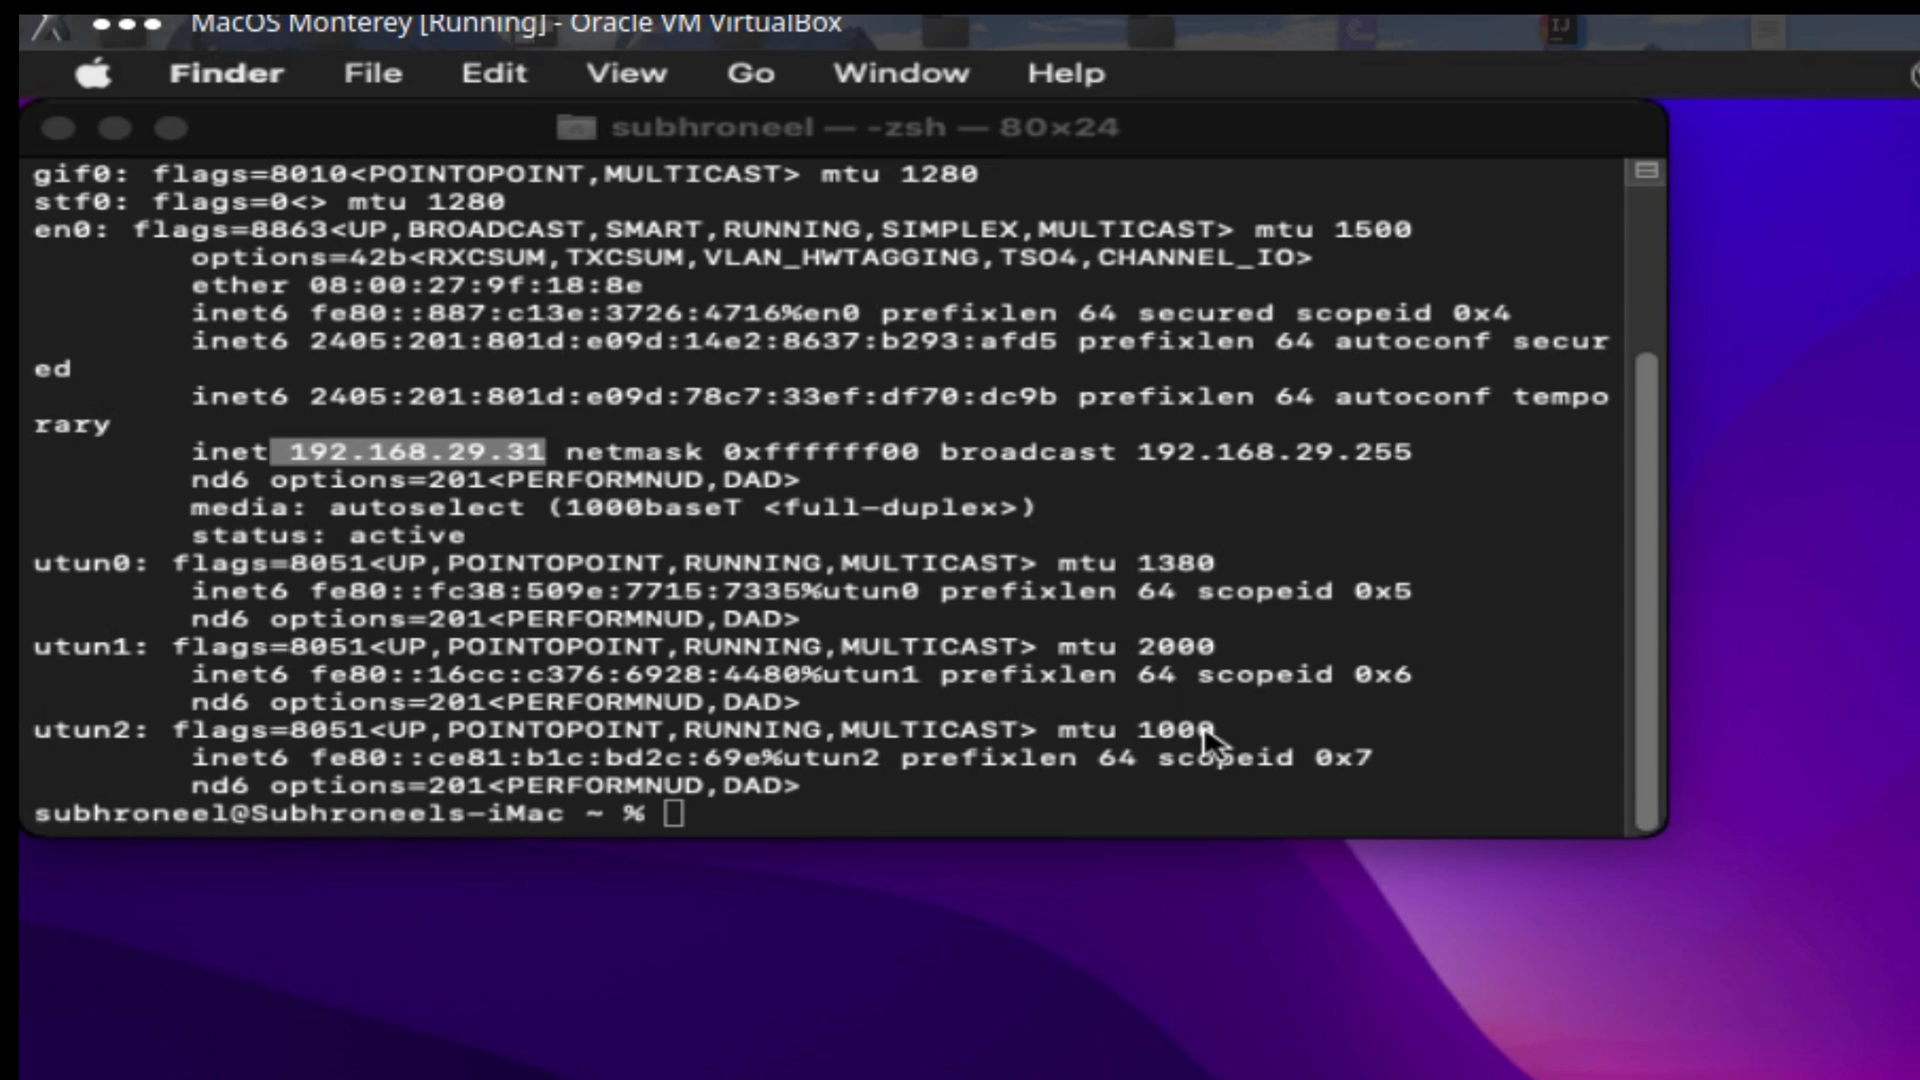 MacOS Monterey [Running] - Oracle VM VirtualBox
Finder File Edit View Go Window Help
subhroneel — -zsh — 80×24
gif0: flags=8010<POINTOPOINT,MULTICAST> mtu 1280
stf0: flags=0<> mtu 1280
en0: flags=8863<UP,BROADCAST,SMART,RUNNING,SIMPLEX,MULTICAST> mtu 1500
options=42b<RXCSUM,TXCSUM,VLAN_HWTAGGING,TSO4,CHANNEL_IO>
ether 08:00:27:9f:18:8e
inet6 fe80::887:c13e:3726:4716%en0 prefixlen 64 secured scopeid 0x4
inet6 2405:201:801d:e09d:14e2:8637:b293:afd5 prefixlen 64 autoconf secur
ed
inet6 2405:201:801d:e09d:78c7:33ef:df70:dc9b prefixlen 64 autoconf tempo
rary
inet 192.168.29.31 netmask 0xffffff00 broadcast 192.168.29.255
nd6 options=201<PERFORMNUD,DAD>
media: autoselect (1000baseT <full-duplex>)
status: active
utun0: flags=8051<UP,POINTOPOINT,RUNNING,MULTICAST> mtu 1380
inet6 fe80::fc38:509e:7715:7335%utun0 prefixlen 64 scopeid 0x5
nd6 options=201<PERFORMNUD,DAD>
utun1: flags=8051<UP,POINTOPOINT,RUNNING,MULTICAST> mtu 2000
inet6 fe80::16cc:c376:6928:4480%utun1 prefixlen 64 scopeid 0x6
nd6 options=201<PERFORMNUD,DAD>
utun2: flags=8051<UP,POINTOPOINT,RUNNING,MULTICAST> mtu 1000
inet6 fe80::ce81:b1c:bd2c:69e%utun2 prefixlen 64 scopeid 0x7
nd6 options=201<PERFORMNUD,DAD>
subhroneel@Subhroneels-iMac ~ %